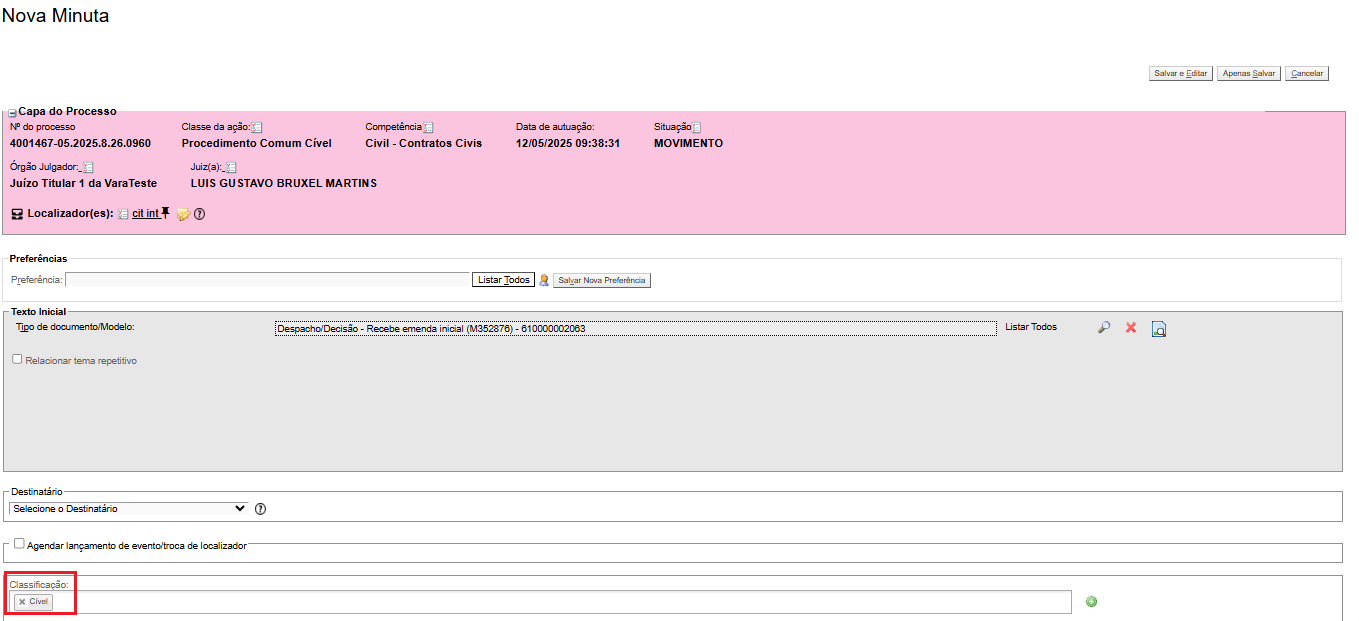 Nova Minuta
Salvar e Editar Apenas Salvar Cancelar
Capa do Processo
Nº do processo Classe da ação: Competência Data de autuação: Situação
4001467-05.2025.8.26.0960 Procedimento Comum Cível Civil - Contratos Civis 12/05/2025 09:38:31 MOVIMENTO
Órgão Julgador: Juiz(a):
Juízo Titular 1 da VaraTeste LUIS GUSTAVO BRUXEL MARTINS
Localizador(es): cit int
Preferências
Preferência: Listar Todos Salvar Nova Preferência
Texto Inicial
Tipo de documento/Modelo: Despacho/Decisão - Recebe emenda inicial (M352876) - 610000002063 Listar Todos
Relacionar tema repetitivo
Destinatário
Selecione o Destinatário
Agendar lançamento de evento/troca de localizador
Classificação:
Cível